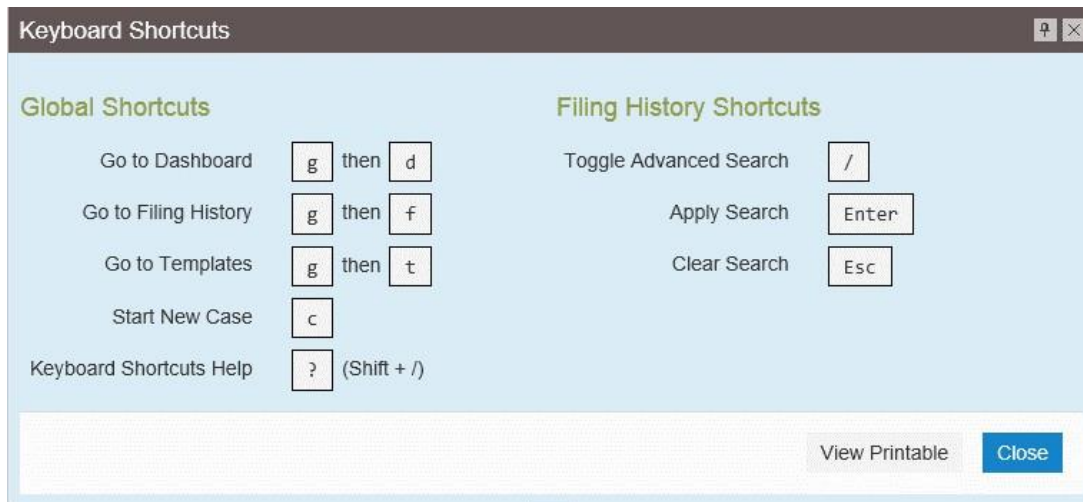 Keyboard Shortcuts
Global Shortcuts
Go to Dashboard g then d
Go to Filing History g then f
Go to Templates g then t
Start New Case c
Keyboard Shortcuts Help ? (Shift + /)
Filing History Shortcuts
Toggle Advanced Search /
Apply Search Enter
Clear Search Esc
View Printable
Close